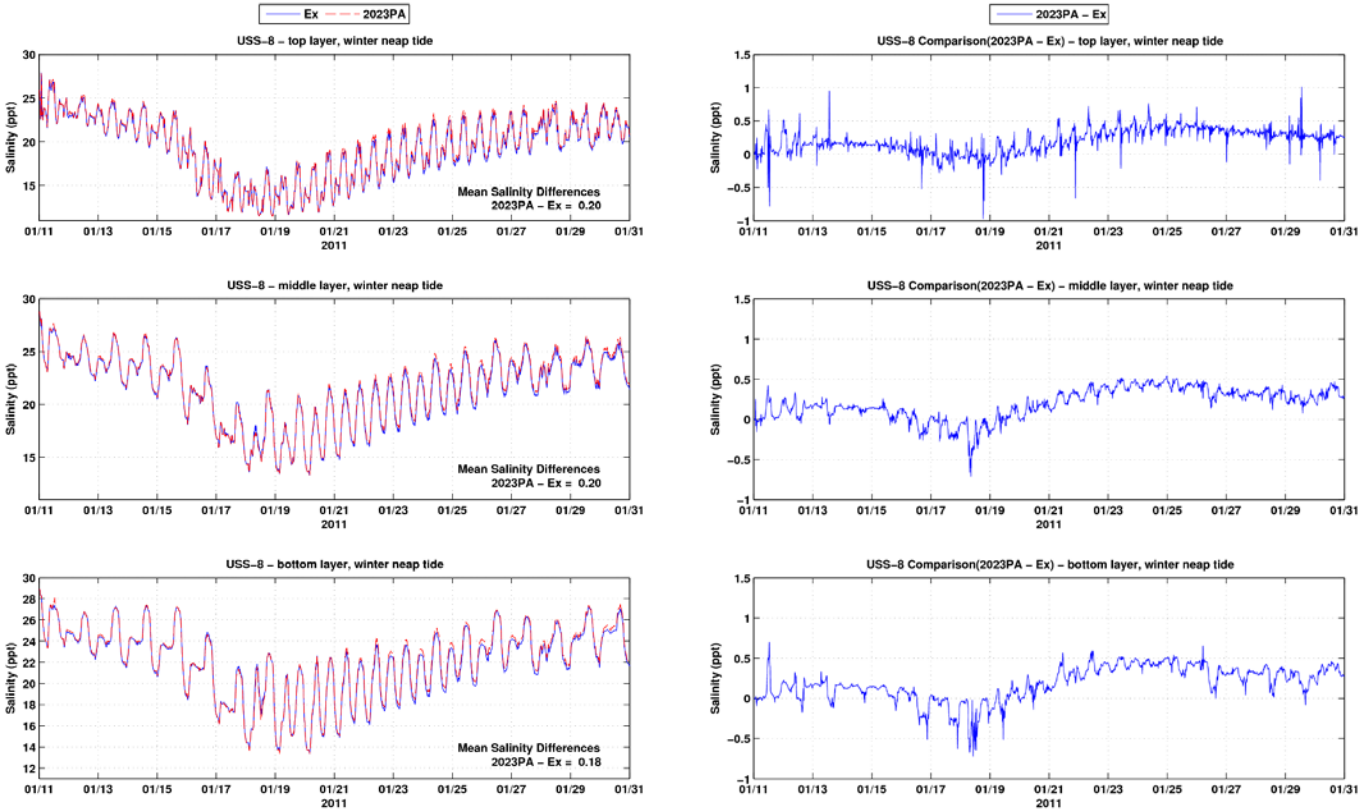 Ex 2023PA
USS-8 – top layer, winter neap tide
30
25
20
15
Salinity (ppt)
Mean Salinity Differences
2023PA – Ex = 0.20
01/11 01/13 01/15 01/17 01/19 01/21 01/23 01/25 01/27 01/29 01/31
2011
2023PA – Ex
USS-8 Comparison(2023PA – Ex) – top layer, winter neap tide
1.5
1
0.5
0
−0.5
−1
Salinity (ppt)
01/11 01/13 01/15 01/17 01/19 01/21 01/23 01/25 01/27 01/29 01/31
2011
USS-8 – middle layer, winter neap tide
30
25
20
15
Salinity (ppt)
Mean Salinity Differences
2023PA – Ex = 0.20
01/11 01/13 01/15 01/17 01/19 01/21 01/23 01/25 01/27 01/29 01/31
2011
USS-8 Comparison(2023PA – Ex) – middle layer, winter neap tide
1.5
1
0.5
0
−0.5
−1
Salinity (ppt)
01/11 01/13 01/15 01/17 01/19 01/21 01/23 01/25 01/27 01/29 01/31
2011
USS-8 – bottom layer, winter neap tide
30
28
26
24
22
20
18
16
14
12
Salinity (ppt)
Mean Salinity Differences
2023PA – Ex = 0.18
01/11 01/13 01/15 01/17 01/19 01/21 01/23 01/25 01/27 01/29 01/31
2011
USS-8 Comparison(2023PA – Ex) – bottom layer, winter neap tide
1.5
1
0.5
0
−0.5
−1
Salinity (ppt)
01/11 01/13 01/15 01/17 01/19 01/21 01/23 01/25 01/27 01/29 01/31
2011